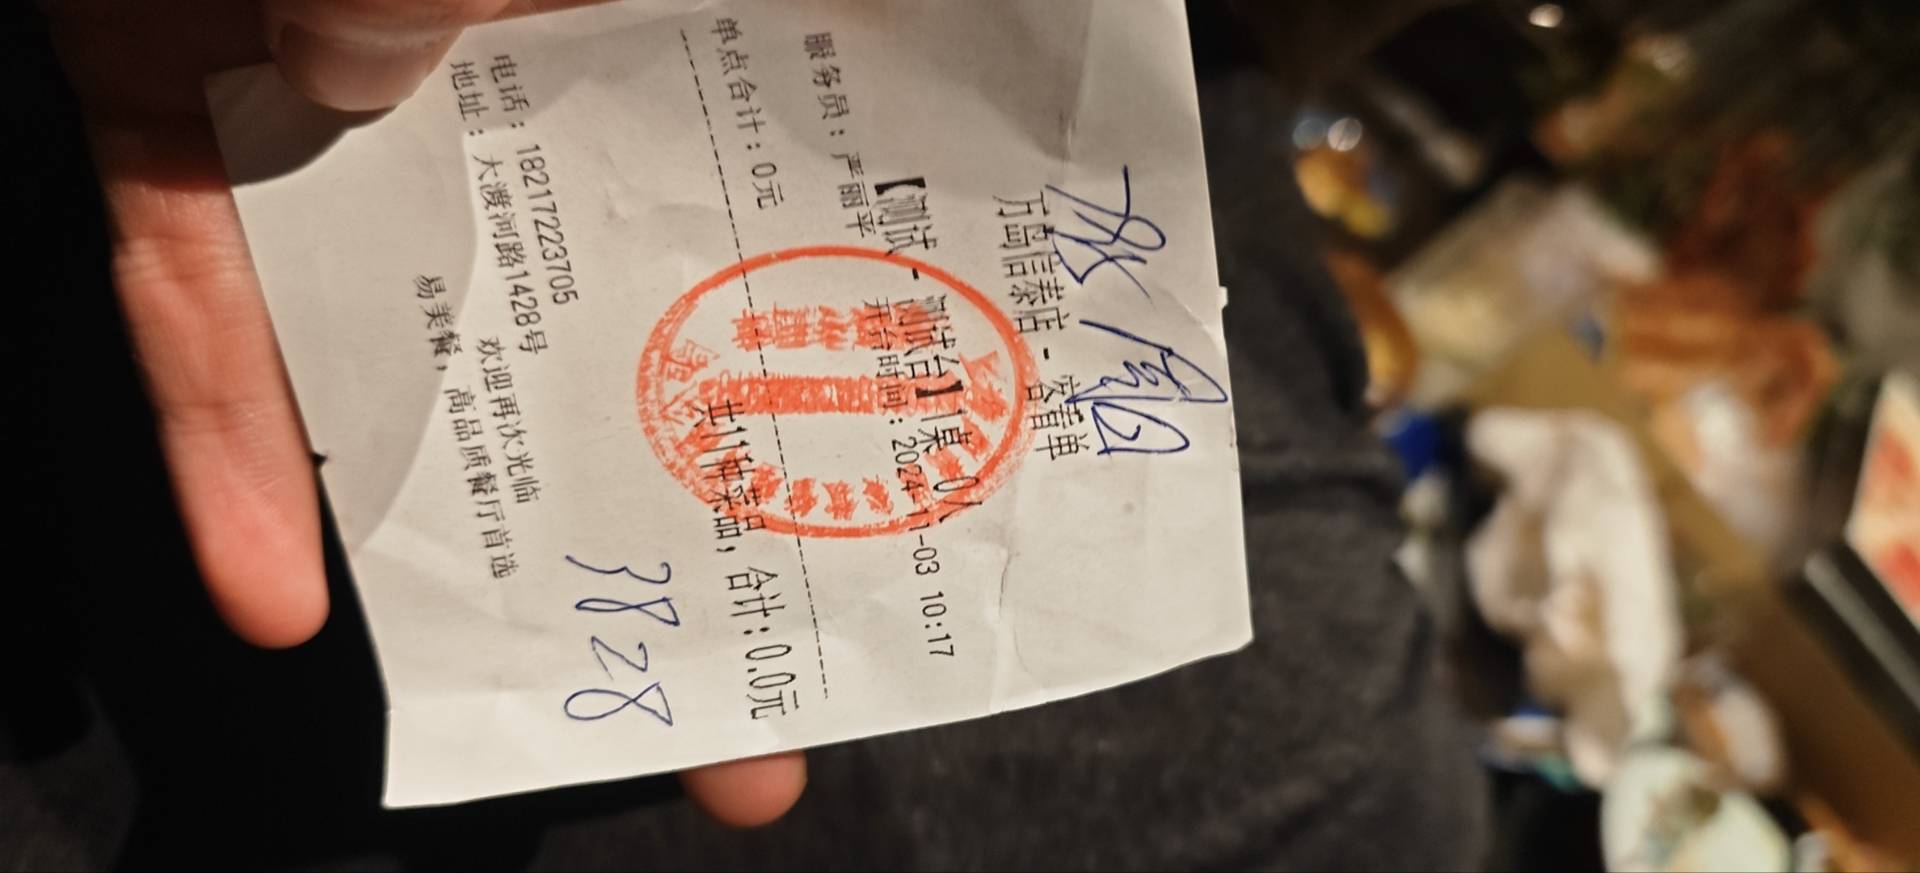 万岛信泰店-客看单
【测试-测试台】1桌 0人
服务员：严丽平
开台时间：2024-11-03 10:17
单点合计：0元
共11种菜品，合计：0.0元
电话：18217223705
地址：大渡河路1428号
欢迎再次光临
易美餐，高品质餐厅首选
3828